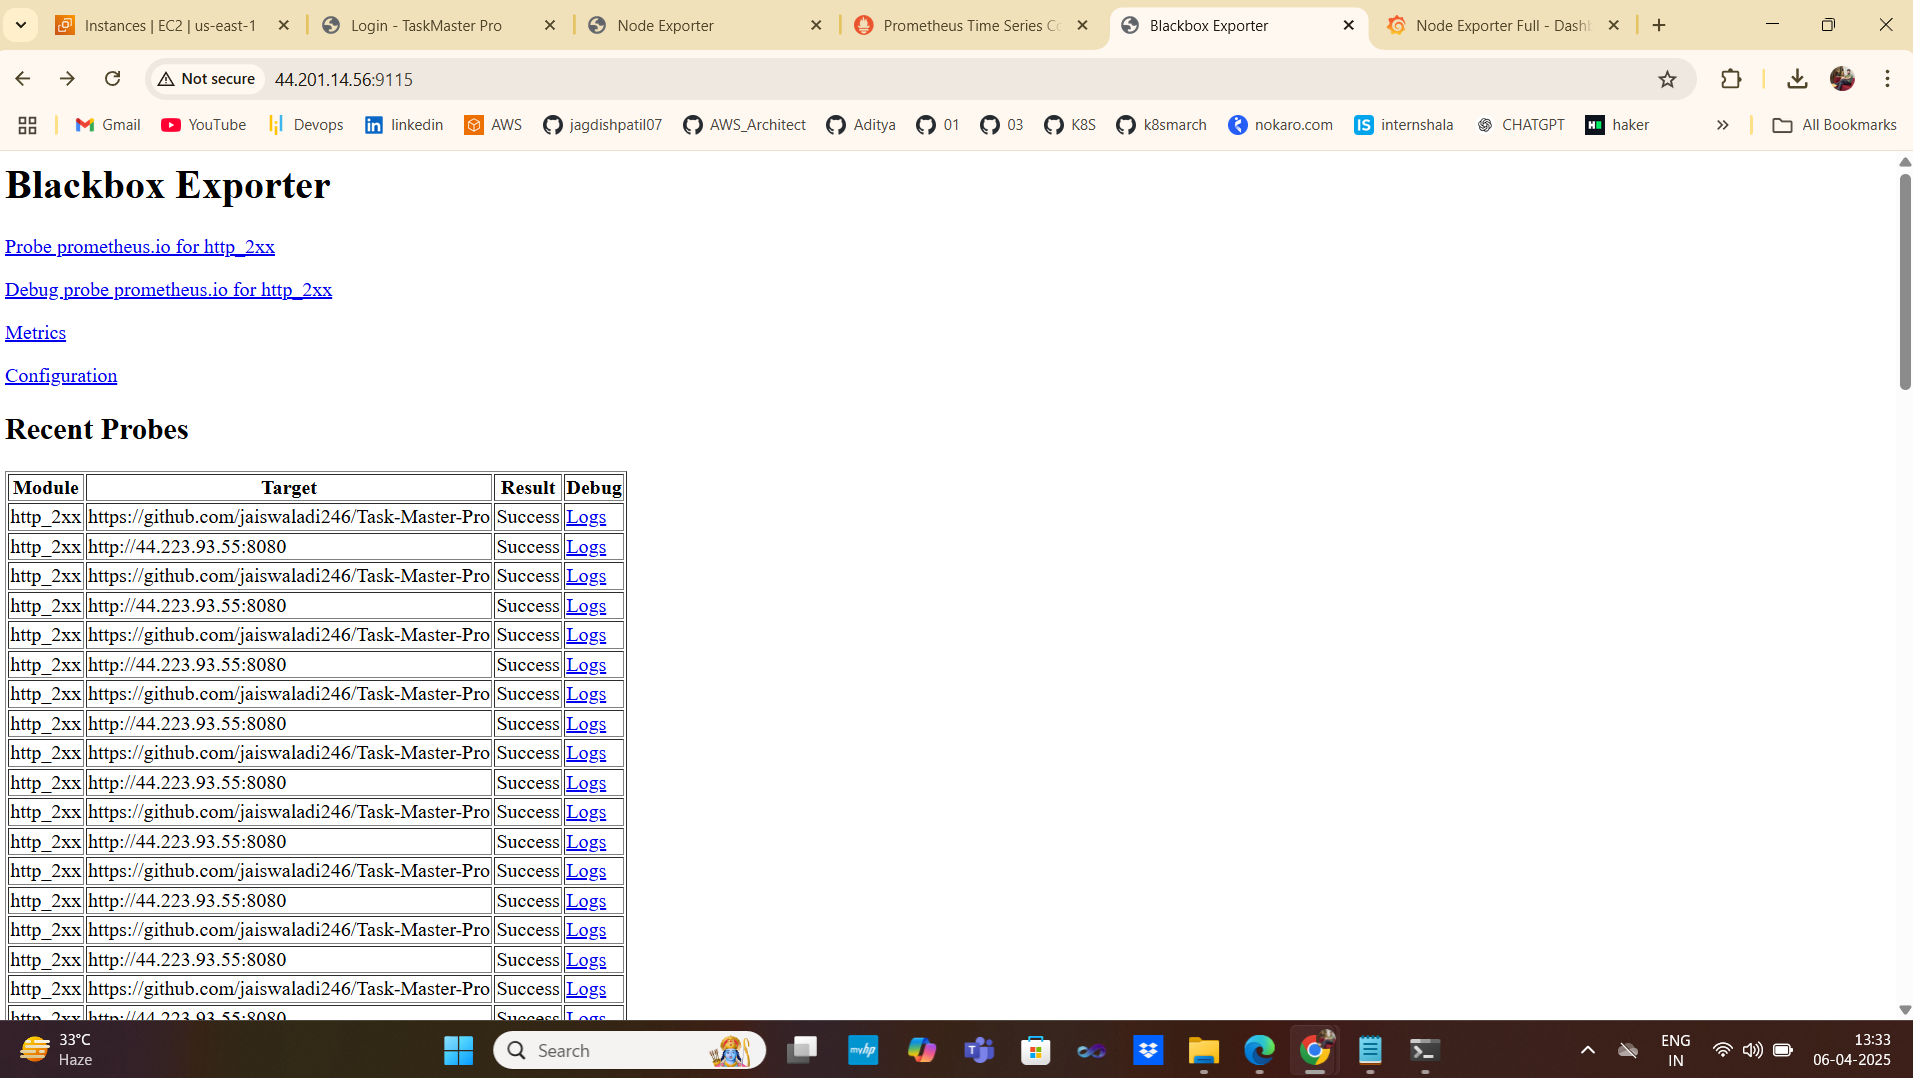 Instances | EC2 | us-east-1
Login - TaskMaster Pro
Node Exporter
Prometheus Time Series Co
Blackbox Exporter
Node Exporter Full - Dashb
Not secure
44.201.14.56:9115
Gmail
YouTube
Devops
linkedin
AWS
jagdishpatil07
AWS_Architect
Aditya
01
03
K8S
k8smarch
nokaro.com
IS
internshala
CHATGPT
haker
All Bookmarks
Blackbox Exporter
Probe prometheus.io for http_2xx
Debug probe prometheus.io for http_2xx
Metrics
Configuration
Recent Probes
Module Target Result Debug
http_2xx https://github.com/jaiswaladi246/Task-Master-Pro Success Logs
http_2xx http://44.223.93.55:8080 Success Logs
http_2xx https://github.com/jaiswaladi246/Task-Master-Pro Success Logs
http_2xx http://44.223.93.55:8080 Success Logs
http_2xx https://github.com/jaiswaladi246/Task-Master-Pro Success Logs
http_2xx http://44.223.93.55:8080 Success Logs
http_2xx https://github.com/jaiswaladi246/Task-Master-Pro Success Logs
http_2xx http://44.223.93.55:8080 Success Logs
http_2xx https://github.com/jaiswaladi246/Task-Master-Pro Success Logs
http_2xx http://44.223.93.55:8080 Success Logs
http_2xx https://github.com/jaiswaladi246/Task-Master-Pro Success Logs
http_2xx http://44.223.93.55:8080 Success Logs
http_2xx https://github.com/jaiswaladi246/Task-Master-Pro Success Logs
http_2xx http://44.223.93.55:8080 Success Logs
http_2xx https://github.com/jaiswaladi246/Task-Master-Pro Success Logs
http_2xx http://44.223.93.55:8080 Success Logs
http_2xx https://github.com/jaiswaladi246/Task-Master-Pro Success Logs
http_2xx http://44.223.93.55:8080 Success Logs
33°C
Haze
Search
myhp
ENG
IN
13:33
06-04-2025